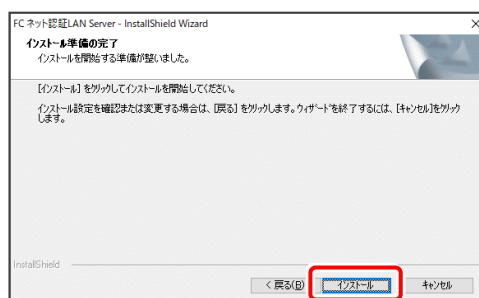 FC ネット認証LAN Server - InstallShield Wizard
インストール準備の完了
インストールを開始する準備が整いました。
[インストール] をクリックしてインストールを開始してください。
インストール設定を確認または変更する場合は、[戻る] をクリックします。ウィザードを終了するには、[キャンセル]をクリック
します。
InstallShield
< 戻る(B)
インストール
キャンセル